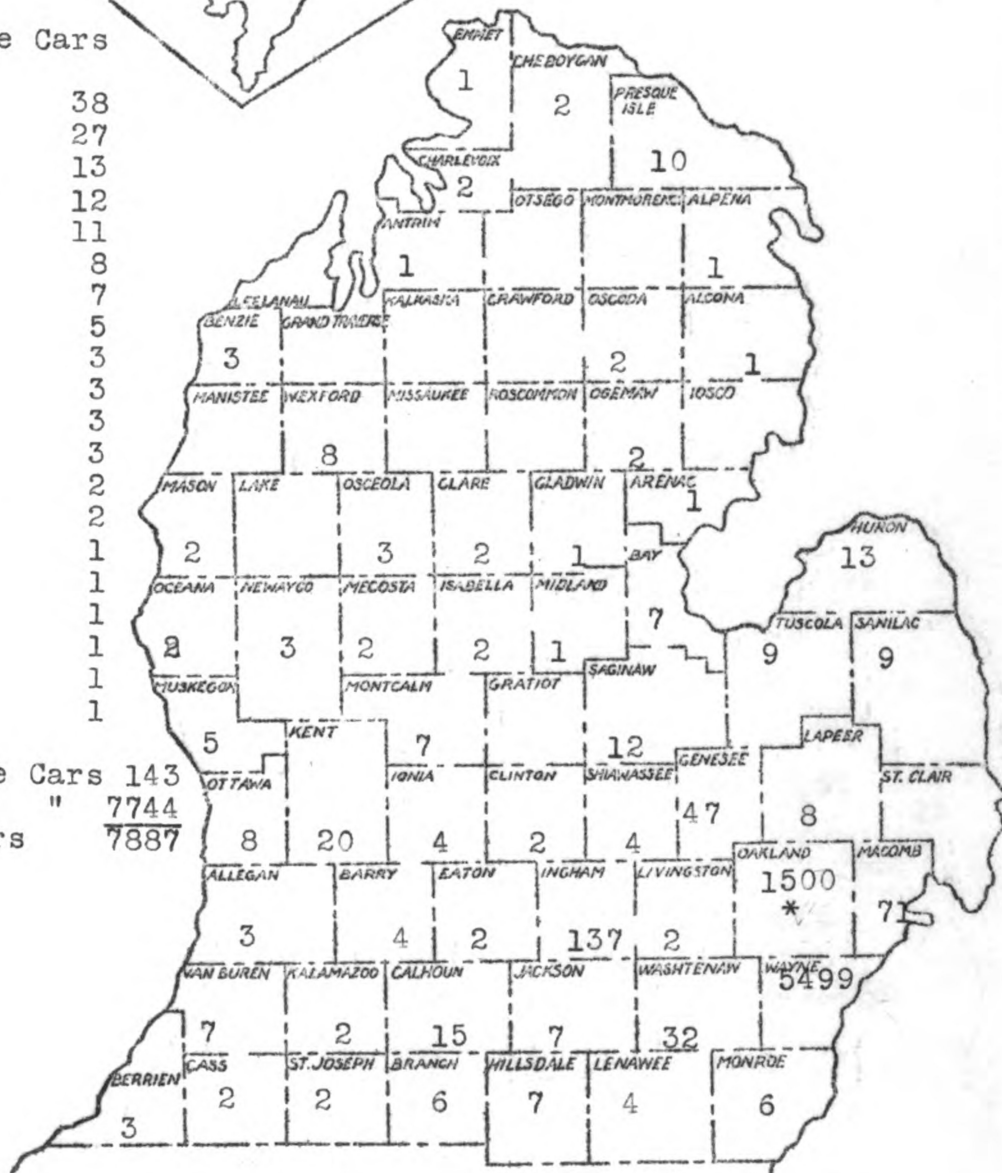 e Cars
38
27
13
12
11
8
7
5
3
3
3
3
2
2
1
1
1
1
1
1
e Cars 143
" 7744
rs 7887
EMMET
1
CHEBOYGAN
2
PRESQUE
ISLE
10
CHARLEVOIX
2
OTSEGO MONTMORENCI ALPENA
1
ANTRIM
1
LEELANAU
KALKASKA CRAWFORD OSCODA ALCONA
2 1
BENZIE GRAND TRAVERSE
3
MANISTEE WEXFORD MISSAUKEE ROSCOMMON OGEMAW IOSCO
8 2
MASON LAKE OSCEOLA CLARE GLADWIN ARENAC
1
2 3 2 1
BAY
7
HURON
13
OCEANA NEWAYGO MECOSTA ISABELLA MIDLAND
3 2 2 1
TUSCOLA SANILAC
9 9
MUSKEGON
5
MONTCALM GRATIOT SAGINAW
7 12
KENT
20
LAPEER
8
GENESEE
47
OTTAWA IONIA CLINTON SHIAWASSEE ST. CLAIR
8 4 2 4
ALLEGAN BARRY EATON INGHAM LIVINGSTON OAKLAND MACOMB
3 4 2 137 2 1500 71
*
VAN BUREN KALAMAZOO CALHOUN JACKSON WASHTENAW WAYNE
5499
7 2 15 7 32
BERRIEN CASS ST. JOSEPH BRANCH HILLSDALE LENAWEE MONROE
3 2 2 6 7 4 6